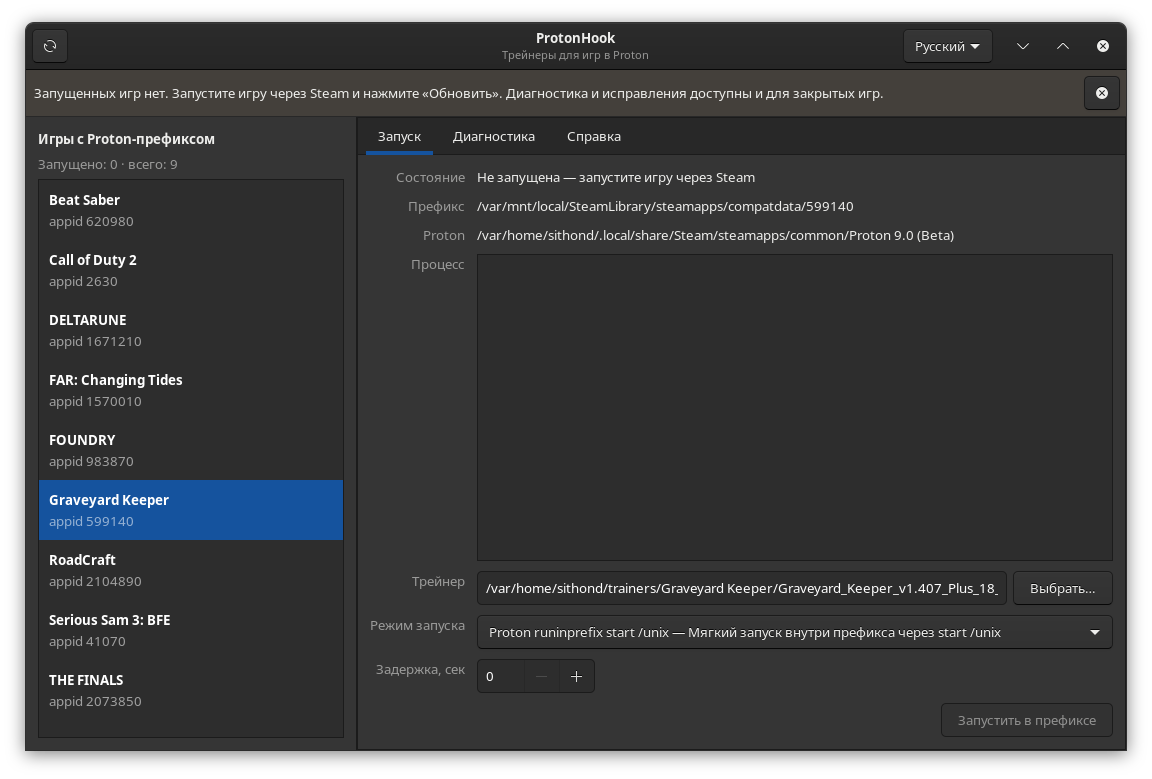 ProtonHook
Трейнеры для игр в Proton
Русский
Запущенных игр нет. Запустите игру через Steam и нажмите «Обновить». Диагностика и исправления доступны и для закрытых игр.
Игры с Proton-префиксом
Запущено: 0 · всего: 9
Beat Saber
appid 620980
Call of Duty 2
appid 2630
DELTARUNE
appid 1671210
FAR: Changing Tides
appid 1570010
FOUNDRY
appid 983870
Graveyard Keeper
appid 599140
RoadCraft
appid 2104890
Serious Sam 3: BFE
appid 41070
THE FINALS
appid 2073850
Запуск Диагностика Справка
Состояние Не запущена — запустите игру через Steam
Префикс /var/mnt/local/SteamLibrary/steamapps/compatdata/599140
Proton /var/home/sithond/.local/share/Steam/steamapps/common/Proton 9.0 (Beta)
Процесс
Трейнер /var/home/sithond/trainers/Graveyard Keeper/Graveyard_Keeper_v1.407_Plus_18_ Выбрать...
Режим запуска Proton runinprefix start /unix — Мягкий запуск внутри префикса через start /unix
Задержка, сек 0 — +
Запустить в префиксе